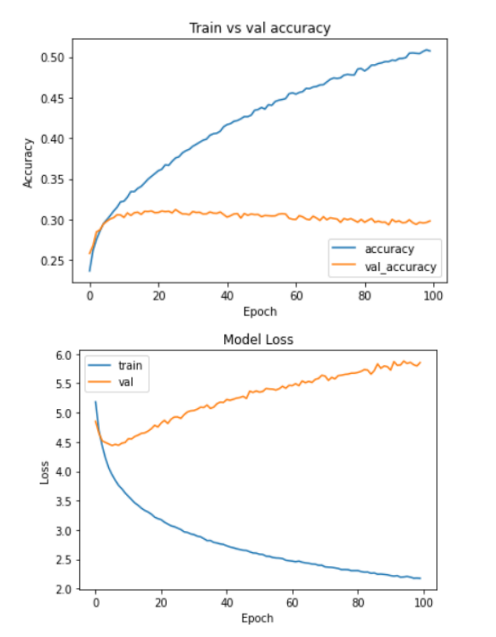 Train vs val accuracy
0.50
0.45
0.40
0.35
0.30
0.25
Accuracy
accuracy
val_accuracy
0 20 40 60 80 100
Epoch
Model Loss
6.0
5.5
5.0
4.5
4.0
3.5
3.0
2.5
2.0
Loss
train
val
0 20 40 60 80 100
Epoch